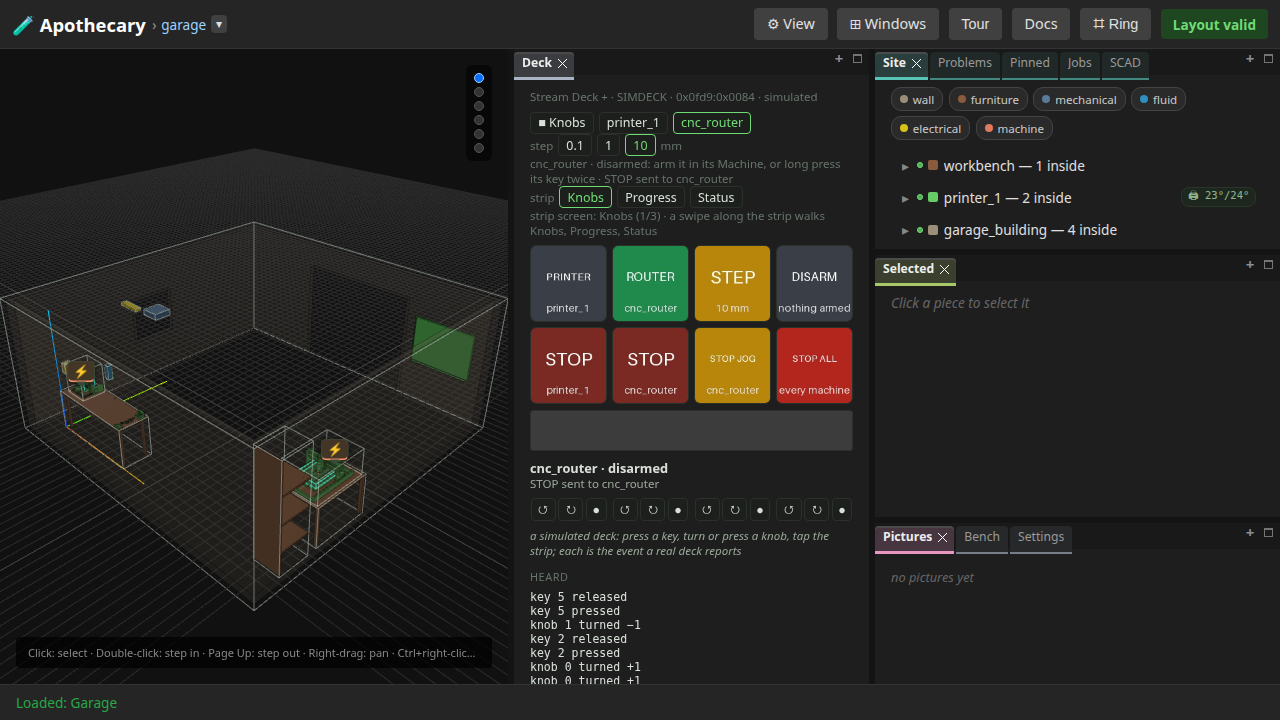 Apothecary › garage ▾
⚙ View
⊞ Windows
Tour
Docs
⌗ Ring
Layout valid
Click: select · Double-click: step in · Page Up: step out · Right-drag: pan · Ctrl+right-clic…
Deck
Stream Deck + · SIMDECK · 0x0fd9:0x0084 · simulated
■ Knobs printer_1 cnc_router
step 0.1 1 10 mm
cnc_router · disarmed: arm it in its Machine, or long press
its key twice · STOP sent to cnc_router
strip Knobs Progress Status
strip screen: Knobs (1/3) · a swipe along the strip walks
Knobs, Progress, Status
PRINTER ROUTER STEP DISARM
printer_1 cnc_router 10 mm nothing armed
STOP STOP STOP JOG STOP ALL
printer_1 cnc_router cnc_router every machine
cnc_router · disarmed
STOP sent to cnc_router
a simulated deck: press a key, turn or press a knob, tap the
strip; each is the event a real deck reports
HEARD
key 5 released
key 5 pressed
knob 1 turned −1
key 2 released
key 2 pressed
knob 0 turned +1
knob 0 turned +1
Site Problems Pinned Jobs SCAD
wall furniture mechanical fluid
electrical machine
workbench — 1 inside
printer_1 — 2 inside 23°/24°
garage_building — 4 inside
Selected
Click a piece to select it
Pictures Bench Settings
no pictures yet
Loaded: Garage